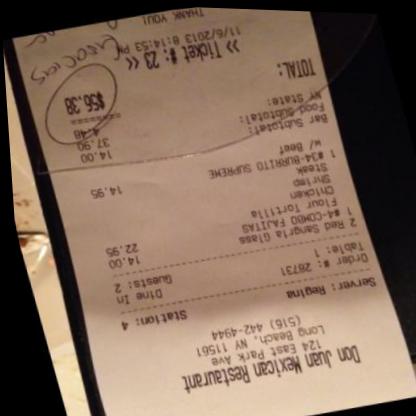 Don Juan Mexican Restaurant
124 East Park Ave
Long Beach, NY 11561
(516) 442-4944
Server: Regina Station: 4
Order #: 28731 Dine In
Table: 1 Guests: 2
2 Red Sangria Glass 14.00
1 #4-COMBO FAJITAS 22.95
Flour Tortilla
Chicken
Shrimp
Steak
1 #34-BURRITO SUPREME 14.95
W/ Beef
Bar Subtotal: 14.00
Food Subtotal: 37.90
NY State: 4.48
TOTAL: $56.38
>> Ticket #: 23 <<
11/6/2013 8:14:53 PM
THANK YOU!